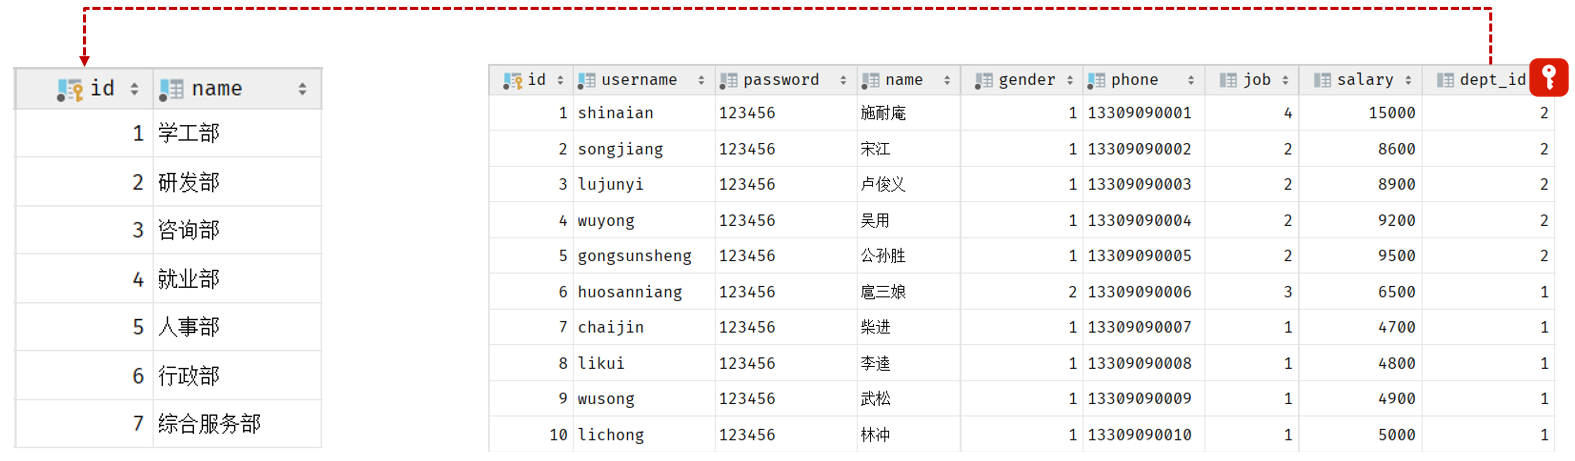 id name
1 学工部
2 研发部
3 咨询部
4 就业部
5 人事部
6 行政部
7 综合服务部
id username password name gender phone job salary dept_id
1 shinaian 123456 施耐庵 1 13309090001 4 15000 2
2 songjiang 123456 宋江 1 13309090002 2 8600 2
3 lujunyi 123456 卢俊义 1 13309090003 2 8900 2
4 wuyong 123456 吴用 1 13309090004 2 9200 2
5 gongsunsheng 123456 公孙胜 1 13309090005 2 9500 2
6 huosanniang 123456 扈三娘 2 13309090006 3 6500 1
7 chaijin 123456 柴进 1 13309090007 1 4700 1
8 likui 123456 李逵 1 13309090008 1 4800 1
9 wusong 123456 武松 1 13309090009 1 4900 1
10 lichong 123456 林冲 1 13309090010 1 5000 1